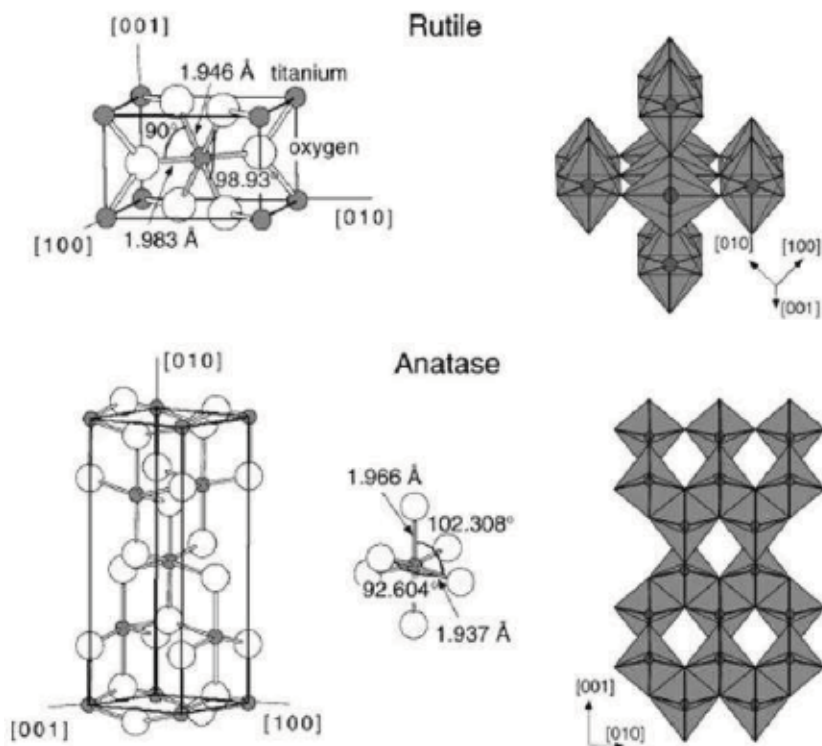 Rutile
[001]
1.946 Å
titanium
90°
oxygen
98.93°
[010]
[100]
1.983 Å
[010]
[100]
[001]
Anatase
[010]
1.966 Å
102.308°
92.604°
1.937 Å
[001]
[100]
[001]
[010]